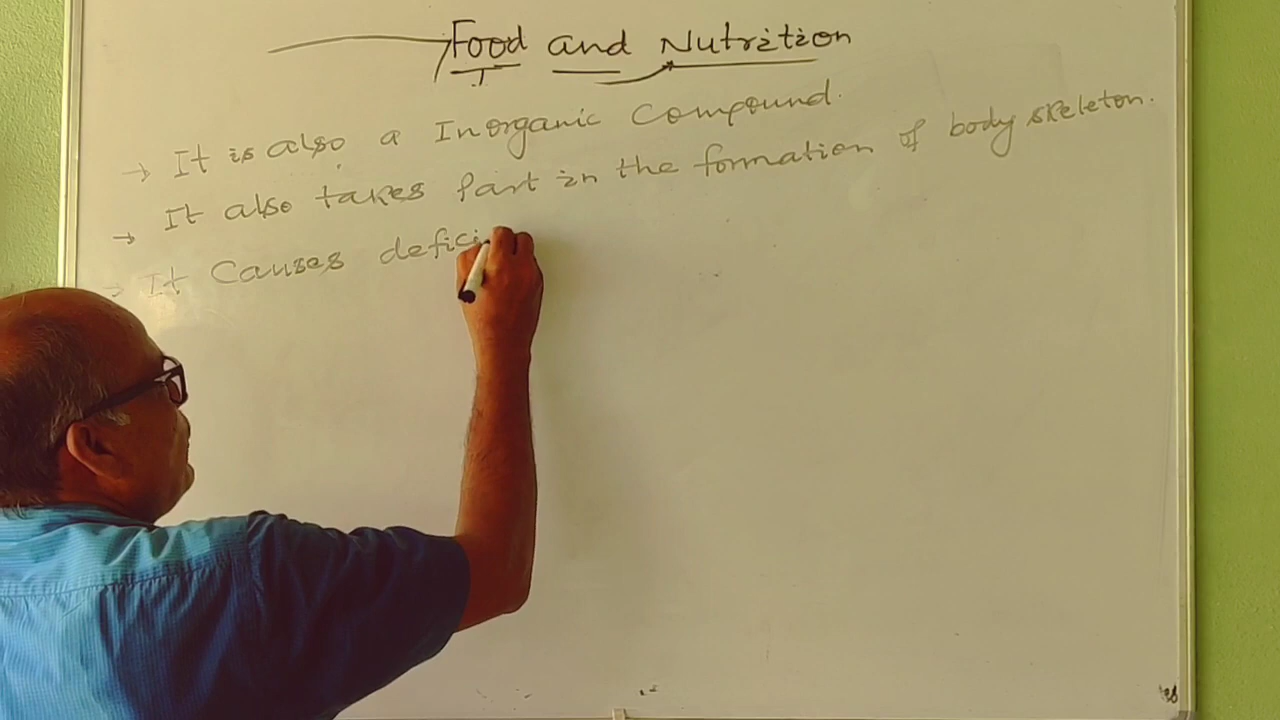 Food and Nutrition
→ It is also a Inorganic Compound.
→ It also takes part in the formation of body skeleton.
→ It Causes defici